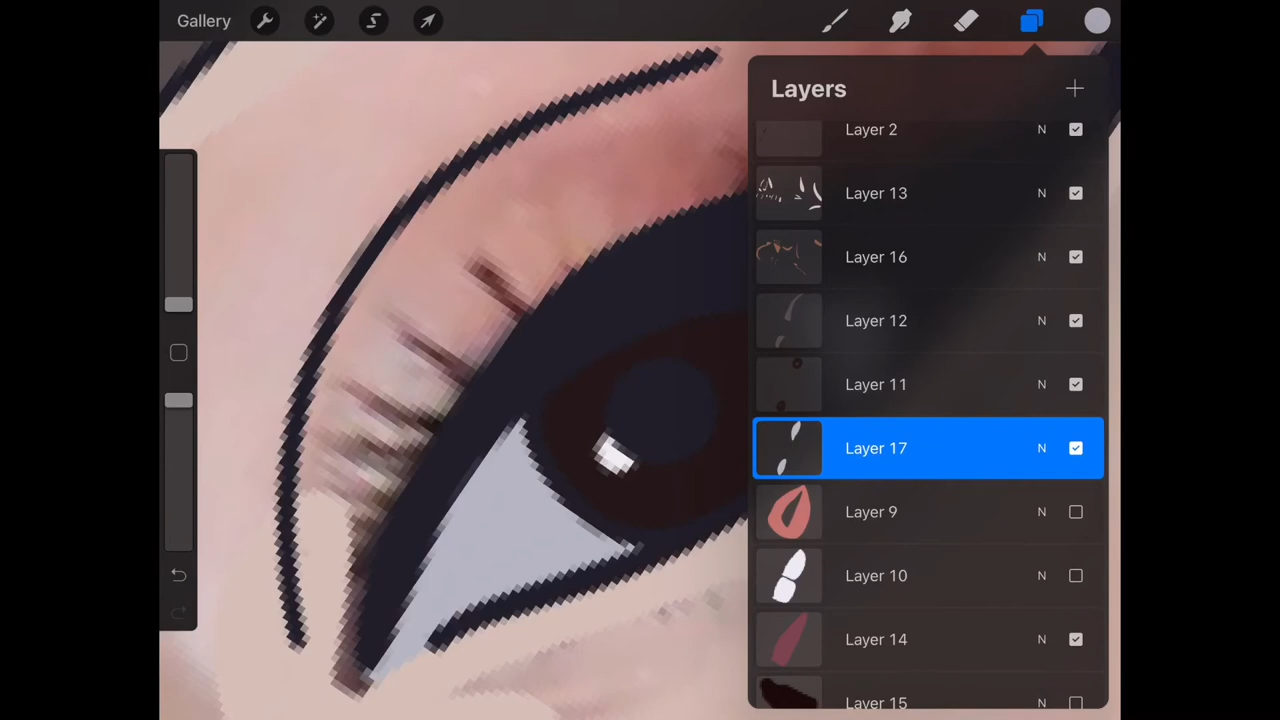 Gallery
Layers
Layer 2 N
Layer 13 N
Layer 16 N
Layer 12 N
Layer 11 N
Layer 17 N
Layer 9 N
Layer 10 N
Layer 14 N
Layer 15 N